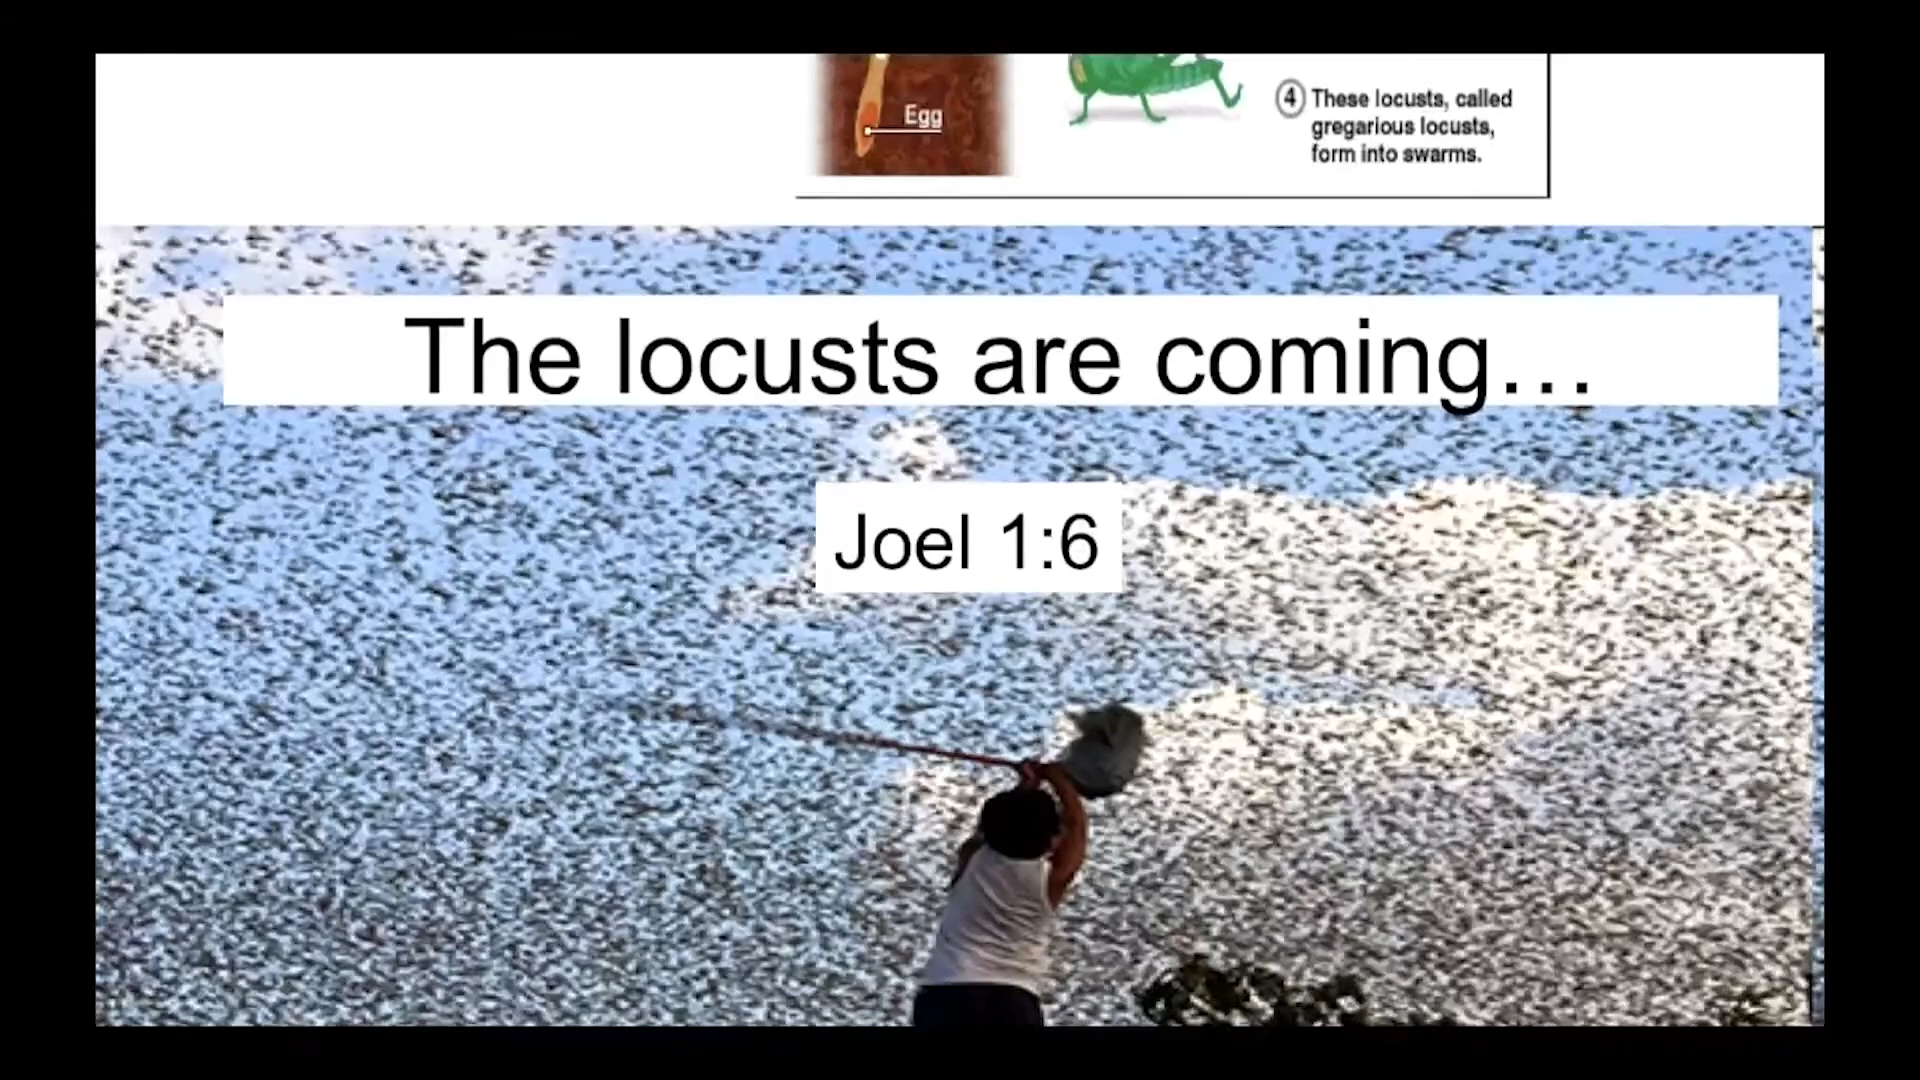 Egg
4 These locusts, called
gregarious locusts,
form into swarms.
The locusts are coming...
Joel 1:6